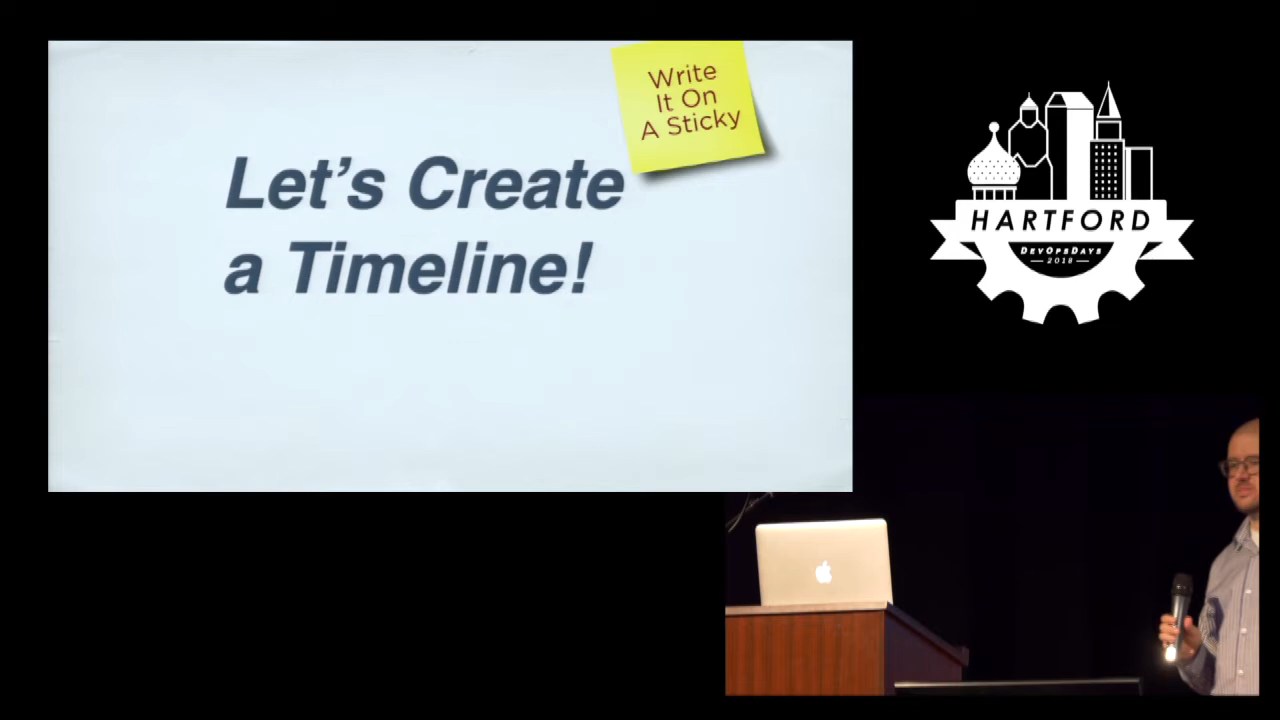 Write
It On
A Sticky
Let's Create
a Timeline!
HARTFORD
DevOpsDays
2018